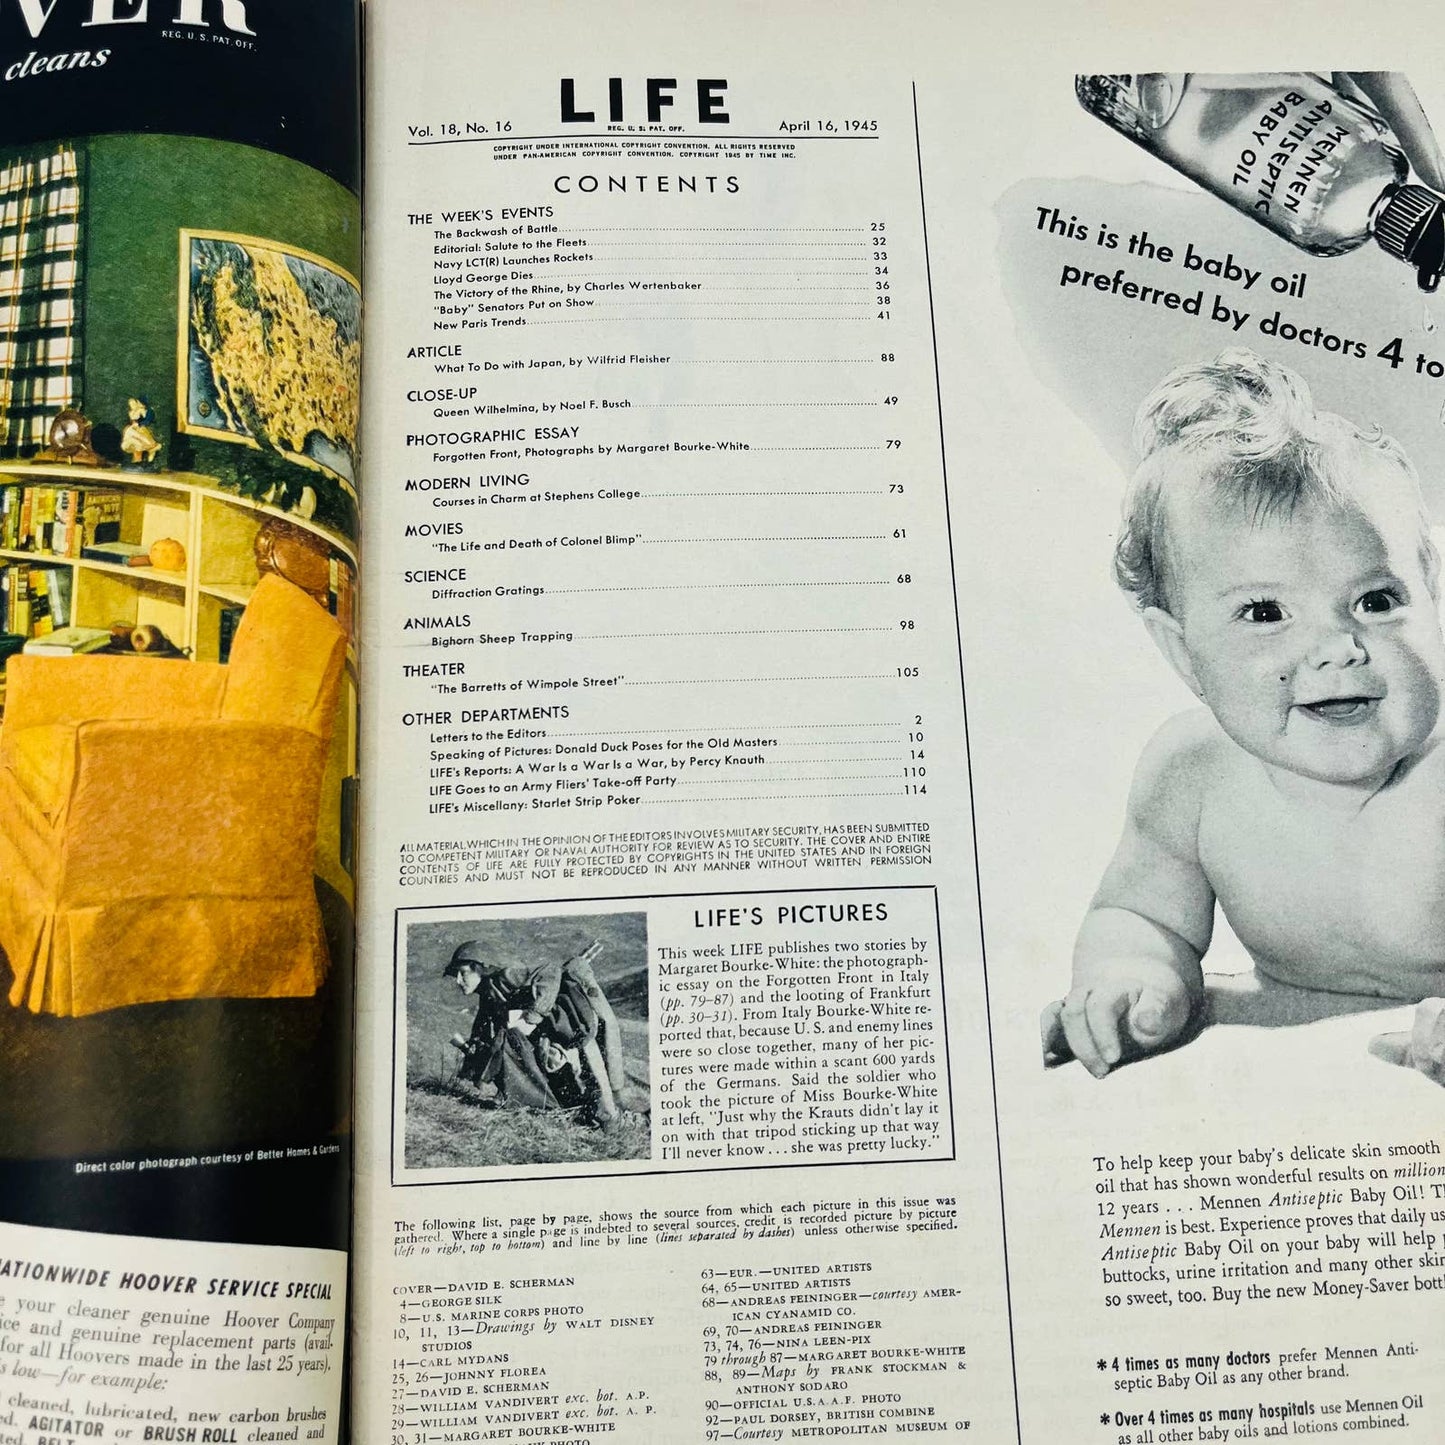 OVER
REG. U. S. PAT. OFF.
cleans
Direct color photograph courtesy of Better Homes & Gardens
NATIONWIDE HOOVER SERVICE SPECIAL
your cleaner genuine Hoover Company
and genuine replacement parts (avail-
for all Hoovers made in the last 25 years).
low—for example:
cleaned, lubricated, new carbon brushes
AGITATOR or BRUSH ROLL cleaned and
BELT
LIFE
REG. U. S. PAT. OFF.
Vol. 18, No. 16
April 16, 1945
COPYRIGHT UNDER INTERNATIONAL COPYRIGHT CONVENTION. ALL RIGHTS RESERVED
UNDER PAN-AMERICAN COPYRIGHT CONVENTION. COPYRIGHT 1945 BY TIME INC.
CONTENTS
THE WEEK'S EVENTS
The Backwash of Battle 25
Editorial: Salute to the Fleets 32
Navy LCT(R) Launches Rockets 33
Lloyd George Dies 34
The Victory of the Rhine, by Charles Wertenbaker 36
"Baby" Senators Put on Show 38
New Paris Trends 41
ARTICLE
What To Do with Japan, by Wilfrid Fleisher 88
CLOSE-UP
Queen Wilhelmina, by Noel F. Busch 49
PHOTOGRAPHIC ESSAY
Forgotten Front, Photographs by Margaret Bourke-White 79
MODERN LIVING
Courses in Charm at Stephens College 73
MOVIES
"The Life and Death of Colonel Blimp" 61
SCIENCE
Diffraction Gratings 68
ANIMALS
Bighorn Sheep Trapping 98
THEATER
"The Barretts of Wimpole Street" 105
OTHER DEPARTMENTS
Letters to the Editors 2
Speaking of Pictures: Donald Duck Poses for the Old Masters 10
LIFE's Reports: A War Is a War Is a War, by Percy Knauth 14
LIFE Goes to an Army Fliers' Take-off Party 110
LIFE's Miscellany: Starlet Strip Poker 114
ALL MATERIAL WHICH IN THE OPINION OF THE EDITORS INVOLVES MILITARY SECURITY, HAS BEEN SUBMITTED
TO COMPETENT MILITARY OR NAVAL AUTHORITY FOR REVIEW AS TO SECURITY. THE COVER AND ENTIRE
CONTENTS OF LIFE ARE FULLY PROTECTED BY COPYRIGHTS IN THE UNITED STATES AND IN FOREIGN
COUNTRIES AND MUST NOT BE REPRODUCED IN ANY MANNER WITHOUT WRITTEN PERMISSION
LIFE'S PICTURES
This week LIFE publishes two stories by
Margaret Bourke-White: the photograph-
ic essay on the Forgotten Front in Italy
(pp. 79–87) and the looting of Frankfurt
(pp. 30–31). From Italy Bourke-White re-
ported that, because U. S. and enemy lines
were so close together, many of her pic-
tures were made within a scant 600 yards
of the Germans. Said the soldier who
took the picture of Miss Bourke-White
at left, "Just why the Krauts didn't lay it
on with that tripod sticking up that way
I'll never know . . . she was pretty lucky."
The following list, page by page, shows the source from which each picture in this issue was
gathered. Where a single page is indebted to several sources, credit is recorded picture by picture
(left to right, top to bottom) and line by line (lines separated by dashes) unless otherwise specified.
COVER—DAVID E. SCHERMAN
4—GEORGE SILK
8—U.S. MARINE CORPS PHOTO
10, 11, 13—Drawings by WALT DISNEY
STUDIOS
14—CARL MYDANS
25, 26—JOHNNY FLOREA
27—DAVID E. SCHERMAN
28—WILLIAM VANDIVERT exc. bot. A.P.
29—WILLIAM VANDIVERT exc. bot. A. P.
30, 31—MARGARET BOURKE-WHITE
63—EUR.—UNITED ARTISTS
64, 65—UNITED ARTISTS
68—ANDREAS FEININGER—courtesy AMER-
ICAN CYANAMID CO.
69, 70—ANDREAS FEININGER
73, 74, 76—NINA LEEN-PIX
79 through 87—MARGARET BOURKE-WHITE
88, 89—Maps by FRANK STOCKMAN &
ANTHONY SODARO
90—OFFICIAL U.S.A.A.F. PHOTO
92—PAUL DORSEY, BRITISH COMBINE
97—Courtesy METROPOLITAN MUSEUM OF
MENNEN
ANTISEPTIC
BABY OIL
This is the baby oil
preferred by doctors 4 to
To help keep your baby's delicate skin smooth
oil that has shown wonderful results on million
12 years . . . Mennen Antiseptic Baby Oil! Th
Mennen is best. Experience proves that daily us
Antiseptic Baby Oil on your baby will help p
buttocks, urine irritation and many other skin
so sweet, too. Buy the new Money-Saver bottl
* 4 times as many doctors prefer Mennen Anti-
septic Baby Oil as any other brand.
* Over 4 times as many hospitals use Mennen Oil
as all other baby oils and lotions combined.